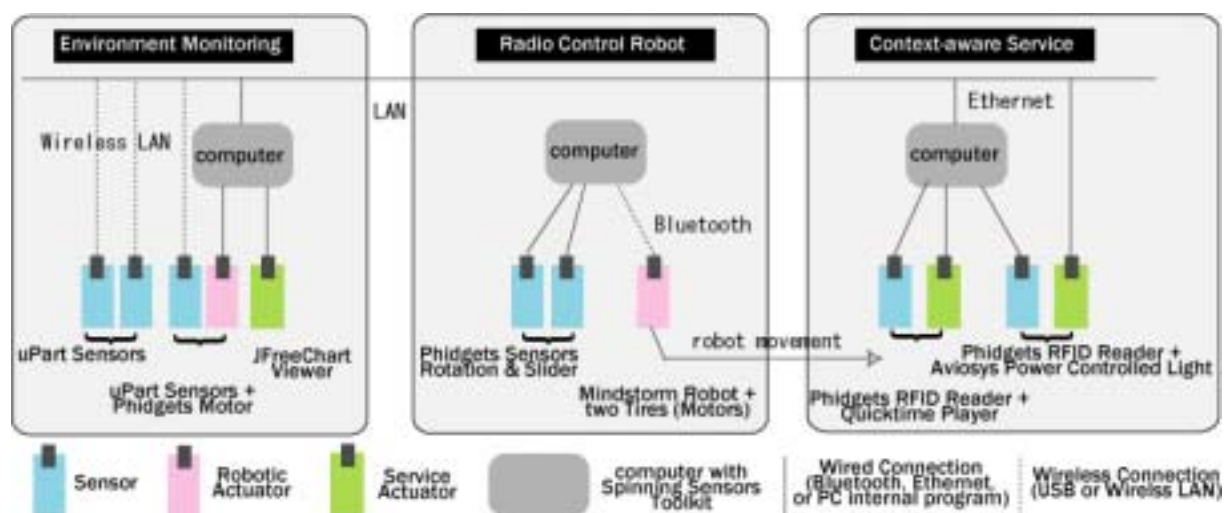 Environment Monitoring
Radio Control Robot
Context-aware Service
LAN
Ethernet
Wireless LAN
computer
computer
computer
Bluetooth
uPart Sensors
uPart Sensors +
Phidgets Motor
JFreeChart
Viewer
Phidgets Sensors
Rotation & Slider
Mindstorm Robot +
two Tires (Motors)
robot movement
Phidgets RFID Reader +
Quicktime Player
Phidgets RFID Reader +
Aviosys Power Controlled Light
Sensor
Robotic
Actuator
Service
Actuator
computer with
Spinning Sensors
Toolkit
Wired Connection
(Bluetooth, Ethernet
or PC internal program)
Wireless Connection
(USB or Wirelss LAN)